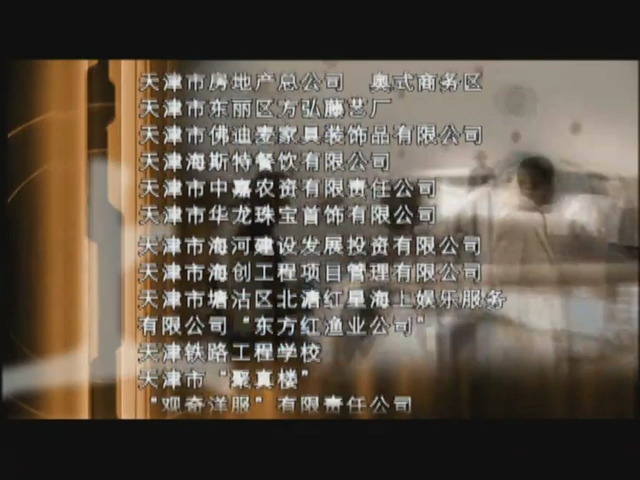 天津市房地产总公司　奥式商务区
天津市东丽区方弘藤艺厂
天津市佛迪麦家具装饰品有限公司
天津海斯特餐饮有限公司
天津市中嘉农资有限责任公司
天津市华龙珠宝首饰有限公司
天津市海河建设发展投资有限公司
天津市海创工程项目管理有限公司
天津市塘沽区北溏红星海上娱乐服务
有限公司“东方红渔业公司”
天津铁路工程学校
天津市“聚真楼”
“观奇洋服”有限责任公司